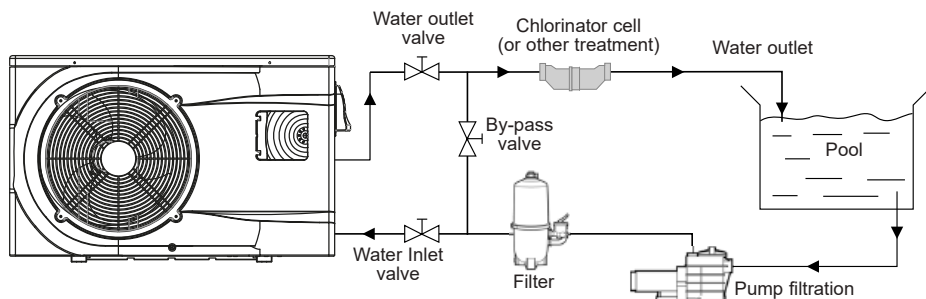 Water outlet
valve
Chlorinator cell
(or other treatment)
Water outlet
By-pass
valve
Pool
Water Inlet
valve
Filter
Pump filtration